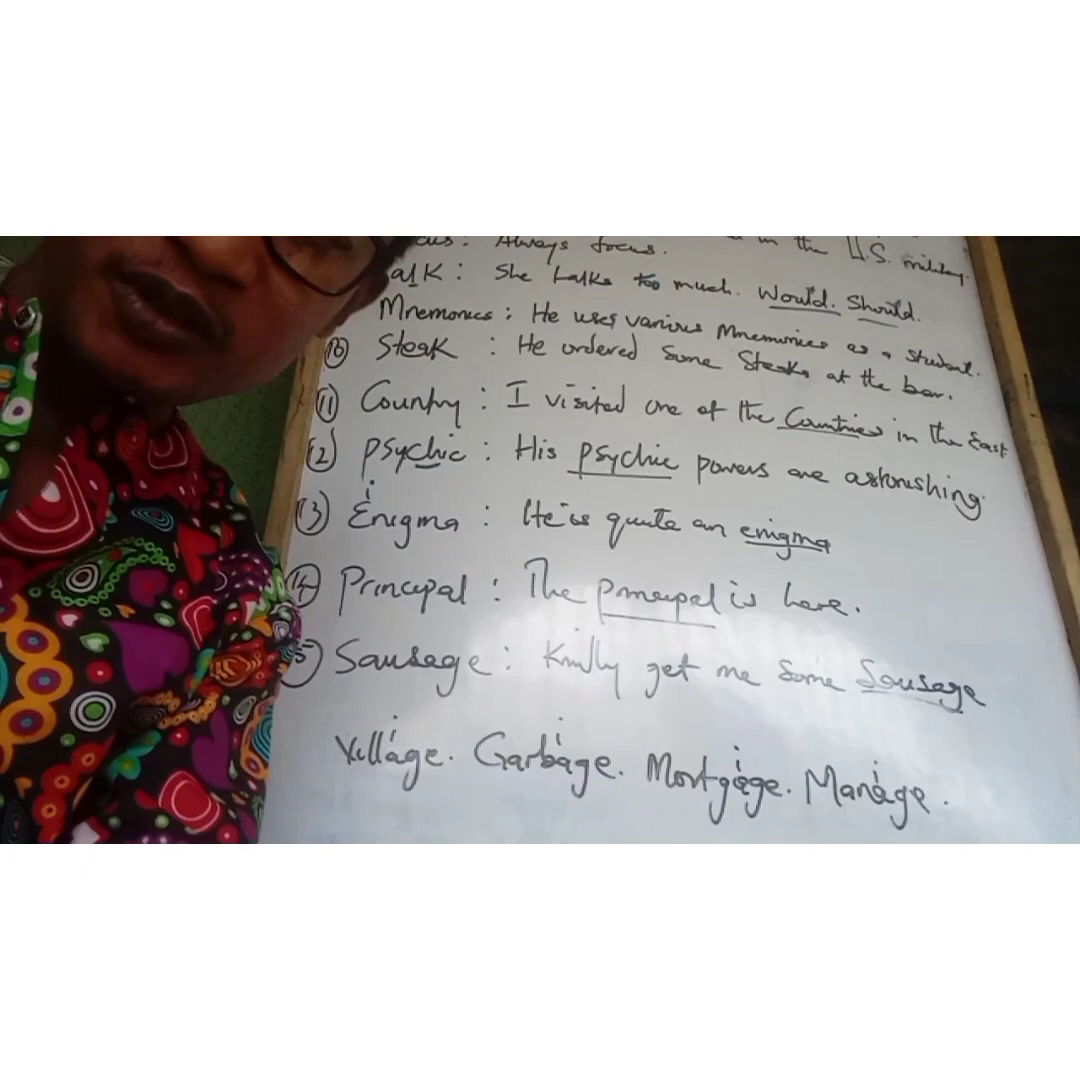 Always focus. in the U.S. military.
alk : She talks too much. Would. Should.
Mnemonics : He uses various Mnemonics as a student.
10 Steak : He ordered some Steaks at the bar.
11 Country : I visited one of the Countries in the East
12 Psychic : His psychic powers are astonishing.
13 Enigma : He is quite an enigma
14 Principal : The principal is here.
15 Sausage : Kindly get me some Sausage
Village. Garbage. Mortgage. Manage.